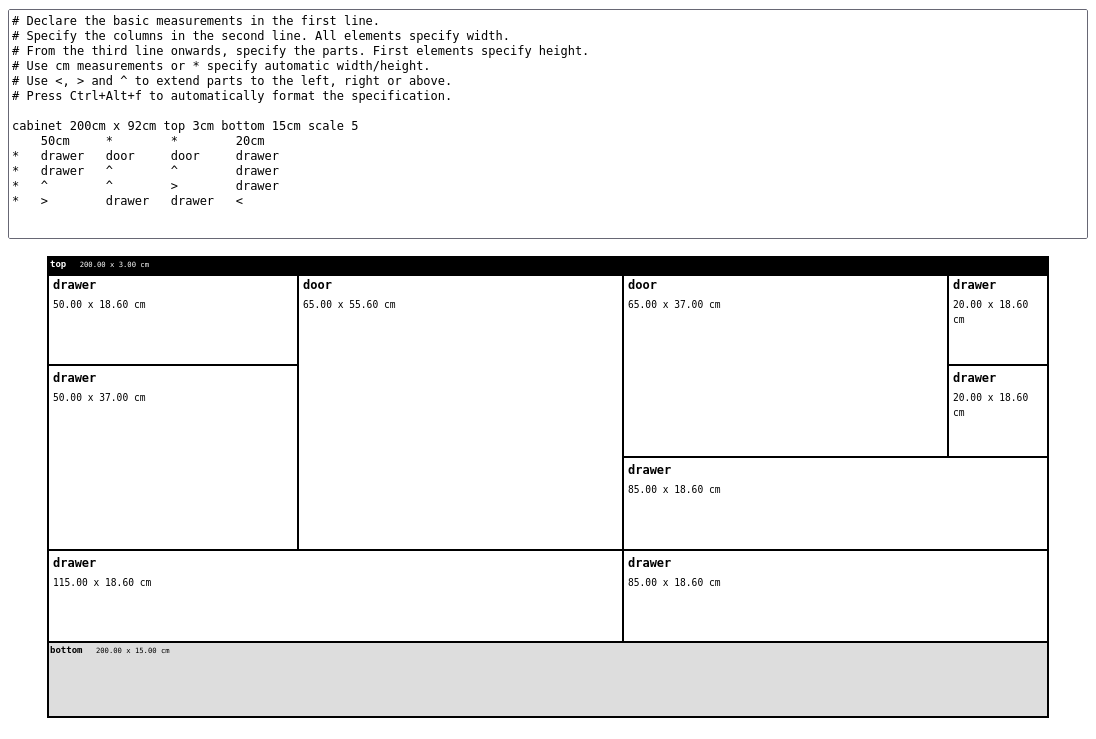 # Declare the basic measurements in the first line.
# Specify the columns in the second line. All elements specify width.
# From the third line onwards, specify the parts. First elements specify height.
# Use cm measurements or * specify automatic width/height.
# Use <, > and ^ to extend parts to the left, right or above.
# Press Ctrl+Alt+f to automatically format the specification.

cabinet 200cm x 92cm top 3cm bottom 15cm scale 5
    50cm     *       *       20cm
*   drawer   door    door    drawer
*   drawer   ^       ^       drawer
*   ^        ^       >       drawer
*   >        drawer  drawer  <
top 200.00 x 3.00 cm
drawer
50.00 x 18.60 cm
door
65.00 x 55.60 cm
door
65.00 x 37.00 cm
drawer
20.00 x 18.60
cm
drawer
50.00 x 37.00 cm
drawer
20.00 x 18.60
cm
drawer
85.00 x 18.60 cm
drawer
115.00 x 18.60 cm
drawer
85.00 x 18.60 cm
bottom 200.00 x 15.00 cm